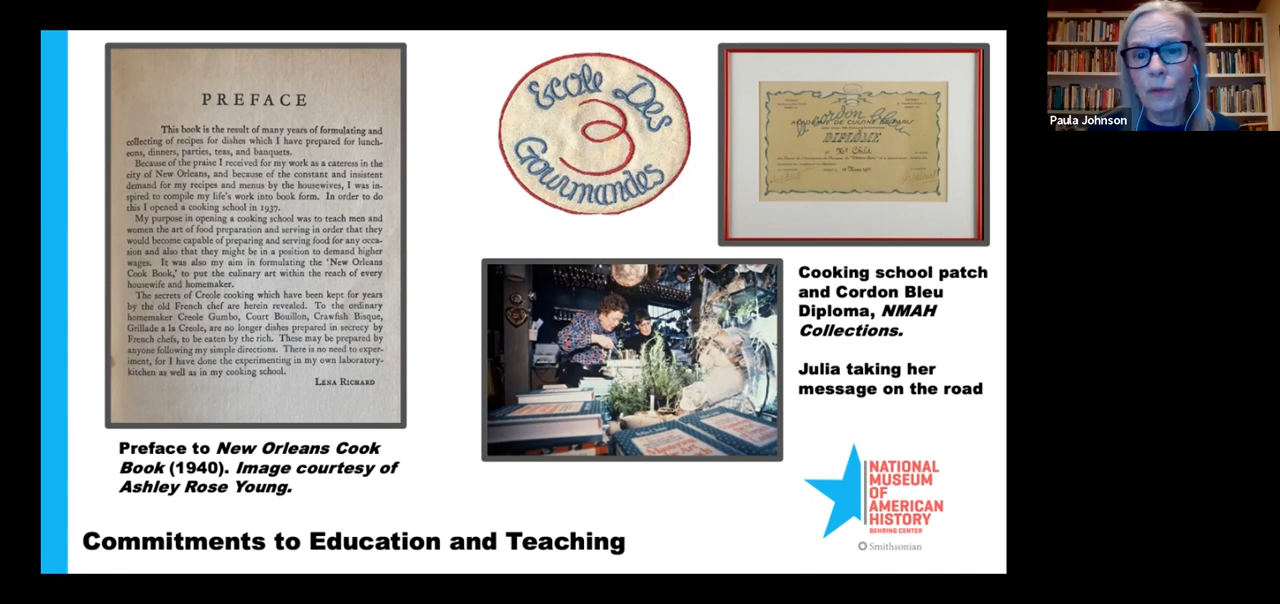 PREFACE
This book is the result of many years of formulating and
collecting of recipes for dishes which I have prepared for lunch-
eons, dinners, parties, teas, and banquets.
Because of the praise I received for my work as a cateress in the
city of New Orleans, and because of the constant and insistent
demand for my recipes and menus by the housewives, I was in-
spired to compile my life's work into book form. In order to do
this I opened a cooking school in 1937.
My purpose in opening a cooking school was to teach men and
women the art of food preparation and serving in order that they
would become capable of preparing and serving food for any occa-
sion and also that they might be in a position to demand higher
wages. It was also my aim in formulating the 'New Orleans
Cook Book,' to put the culinary art within the reach of every
housewife and homemaker.
The secrets of Creole cooking which have been kept for years
by the old French chef are herein revealed. To the ordinary
homemaker Creole Gumbo, Court Bouillon, Crawfish Bisque,
Grillade a la Creole, are no longer dishes prepared in secrecy by
French chefs, to be eaten by the rich. These may be prepared by
anyone following my simple directions. There is no need to exper-
iment, for I have done the experimenting in my own laboratory-
kitchen as well as in my cooking school.
LENA RICHARD
Preface to New Orleans Cook
Book (1940). Image courtesy of
Ashley Rose Young.
Ecole Des
3
Gourmandes
Cordon bleu
ACADEMIE DE CUISINE DE PARIS
DIPLÔME
Cooking school patch
and Cordon Bleu
Diploma, NMAH
Collections.
Julia taking her
message on the road
NATIONAL
MUSEUM
OF
AMERICAN
HISTORY
BEHRING CENTER
Smithsonian
Commitments to Education and Teaching
Paula Johnson